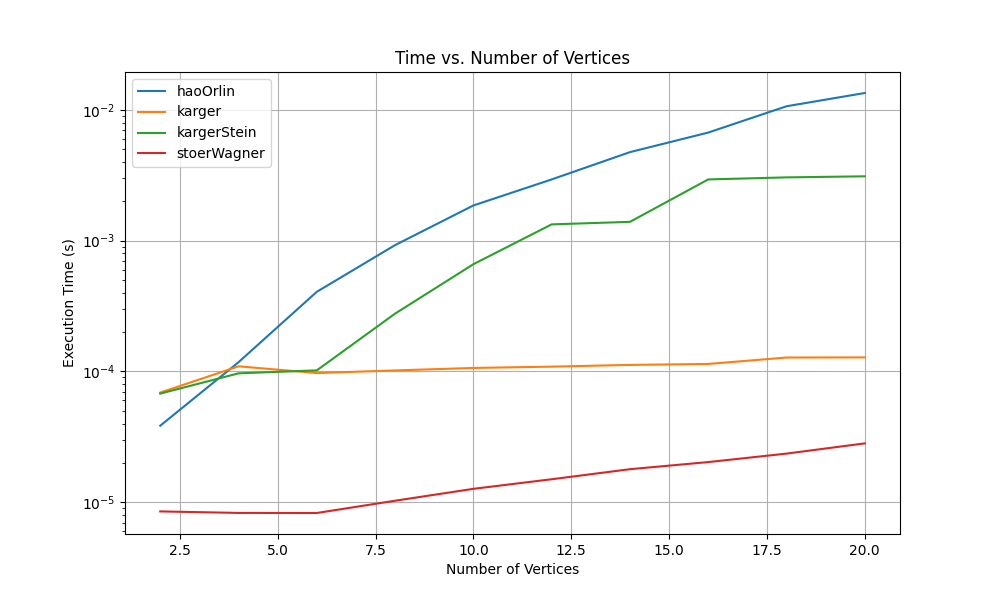 Time vs. Number of Vertices
haoOrlin
karger
kargerStein
stoerWagner
Execution Time (s)
10⁻²
10⁻³
10⁻⁴
10⁻⁵
2.5 5.0 7.5 10.0 12.5 15.0 17.5 20.0
Number of Vertices